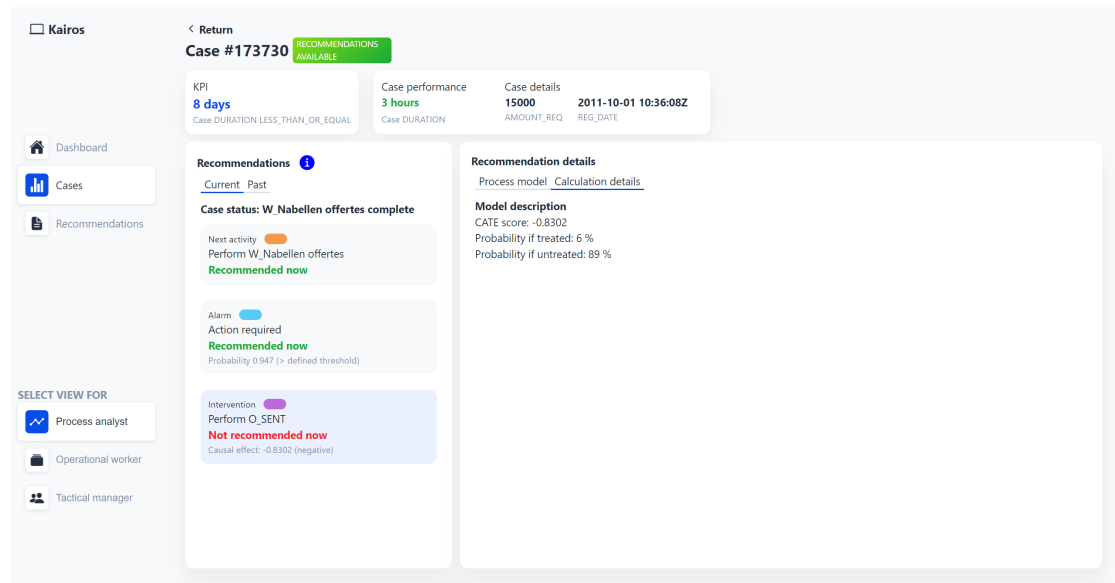 Kairos
Return
Case #173730
RECOMMENDATIONS
AVAILABLE
KPI
8 days
Case DURATION LESS_THAN_OR_EQUAL
Case performance
3 hours
Case DURATION
Case details
15000
AMOUNT_REQ
2011-10-01 10:36:08Z
REG_DATE
Dashboard
Cases
Recommendations
SELECT VIEW FOR
Process analyst
Operational worker
Tactical manager
Recommendations i
Current Past
Case status: W_Nabellen offertes complete
Next activity
Perform W_Nabellen offertes
Recommended now
Alarm
Action required
Recommended now
Probability 0.947 (> defined threshold)
Intervention
Perform O_SENT
Not recommended now
Causal effect: -0.8302 (negative)
Recommendation details
Process model Calculation details
Model description
CATE score: -0.8302
Probability if treated: 6 %
Probability if untreated: 89 %